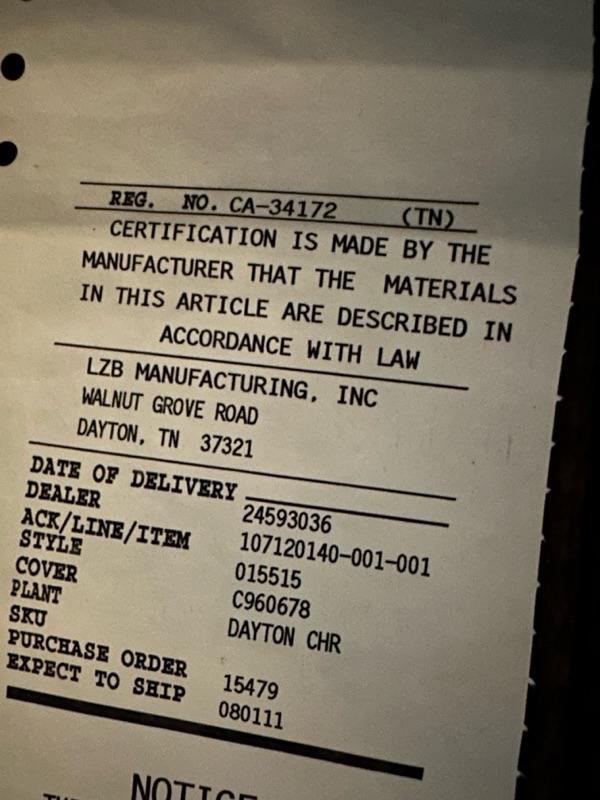 REG. NO. CA-34172 (TN)
CERTIFICATION IS MADE BY THE
MANUFACTURER THAT THE MATERIALS
IN THIS ARTICLE ARE DESCRIBED IN
ACCORDANCE WITH LAW
LZB MANUFACTURING, INC
WALNUT GROVE ROAD
DAYTON, TN 37321
DATE OF DELIVERY
DEALER 24593036
ACK/LINE/ITEM 107120140-001-001
STYLE 015515
COVER C960678
PLANT DAYTON CHR
SKU
PURCHASE ORDER 15479
EXPECT TO SHIP 080111
NOTICE